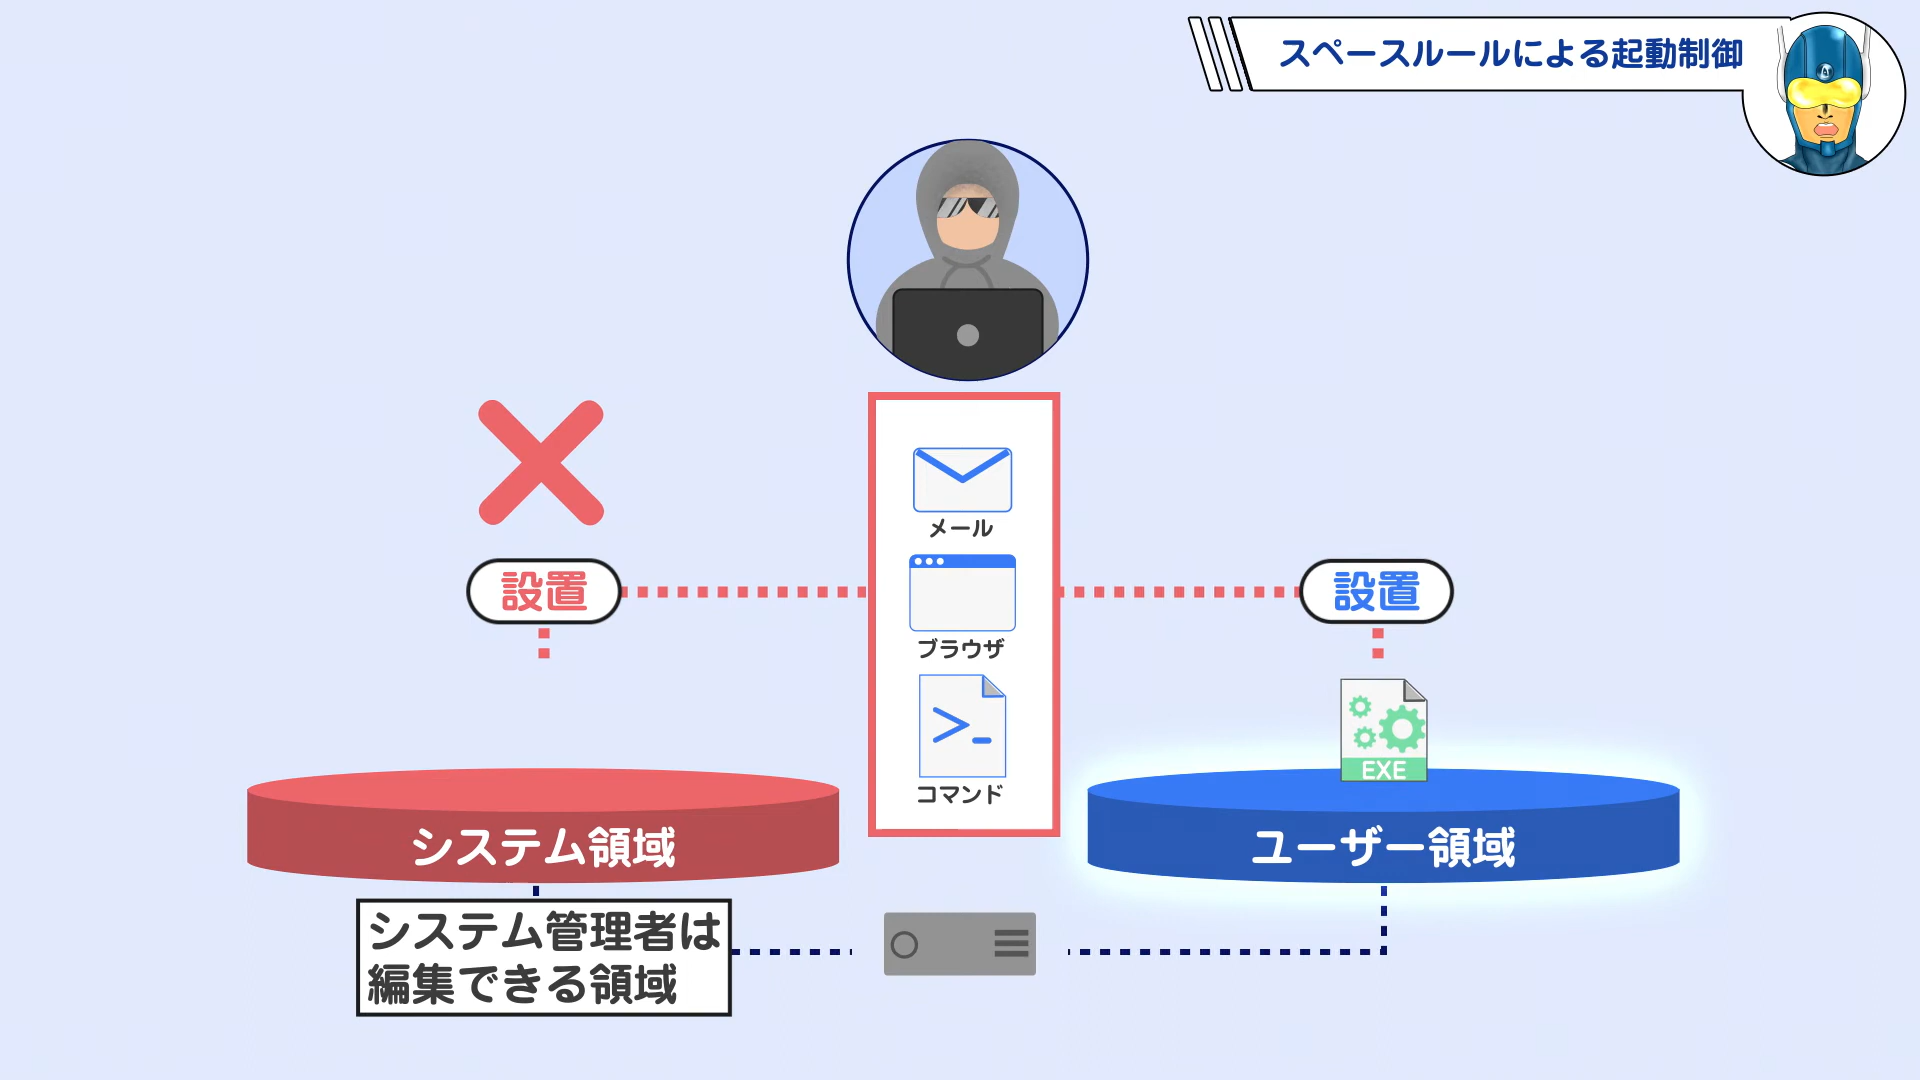 スペースルールによる起動制御
メール
ブラウザ
コマンド
設置
設置
EXE
システム領域
ユーザー領域
システム管理者は
編集できる領域